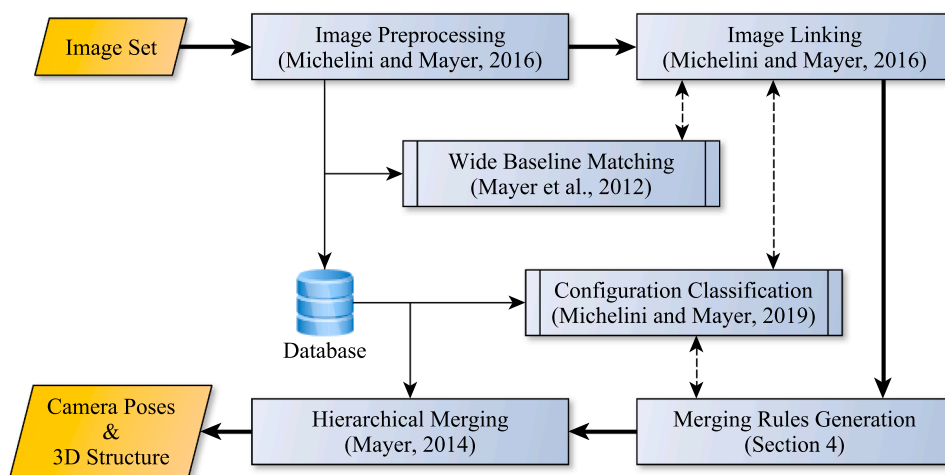 Image Set
Image Preprocessing
(Michelini and Mayer, 2016)
Image Linking
(Michelini and Mayer, 2016)
Wide Baseline Matching
(Mayer et al., 2012)
Configuration Classification
(Michelini and Mayer, 2019)
Database
Camera Poses
&
3D Structure
Hierarchical Merging
(Mayer, 2014)
Merging Rules Generation
(Section 4)